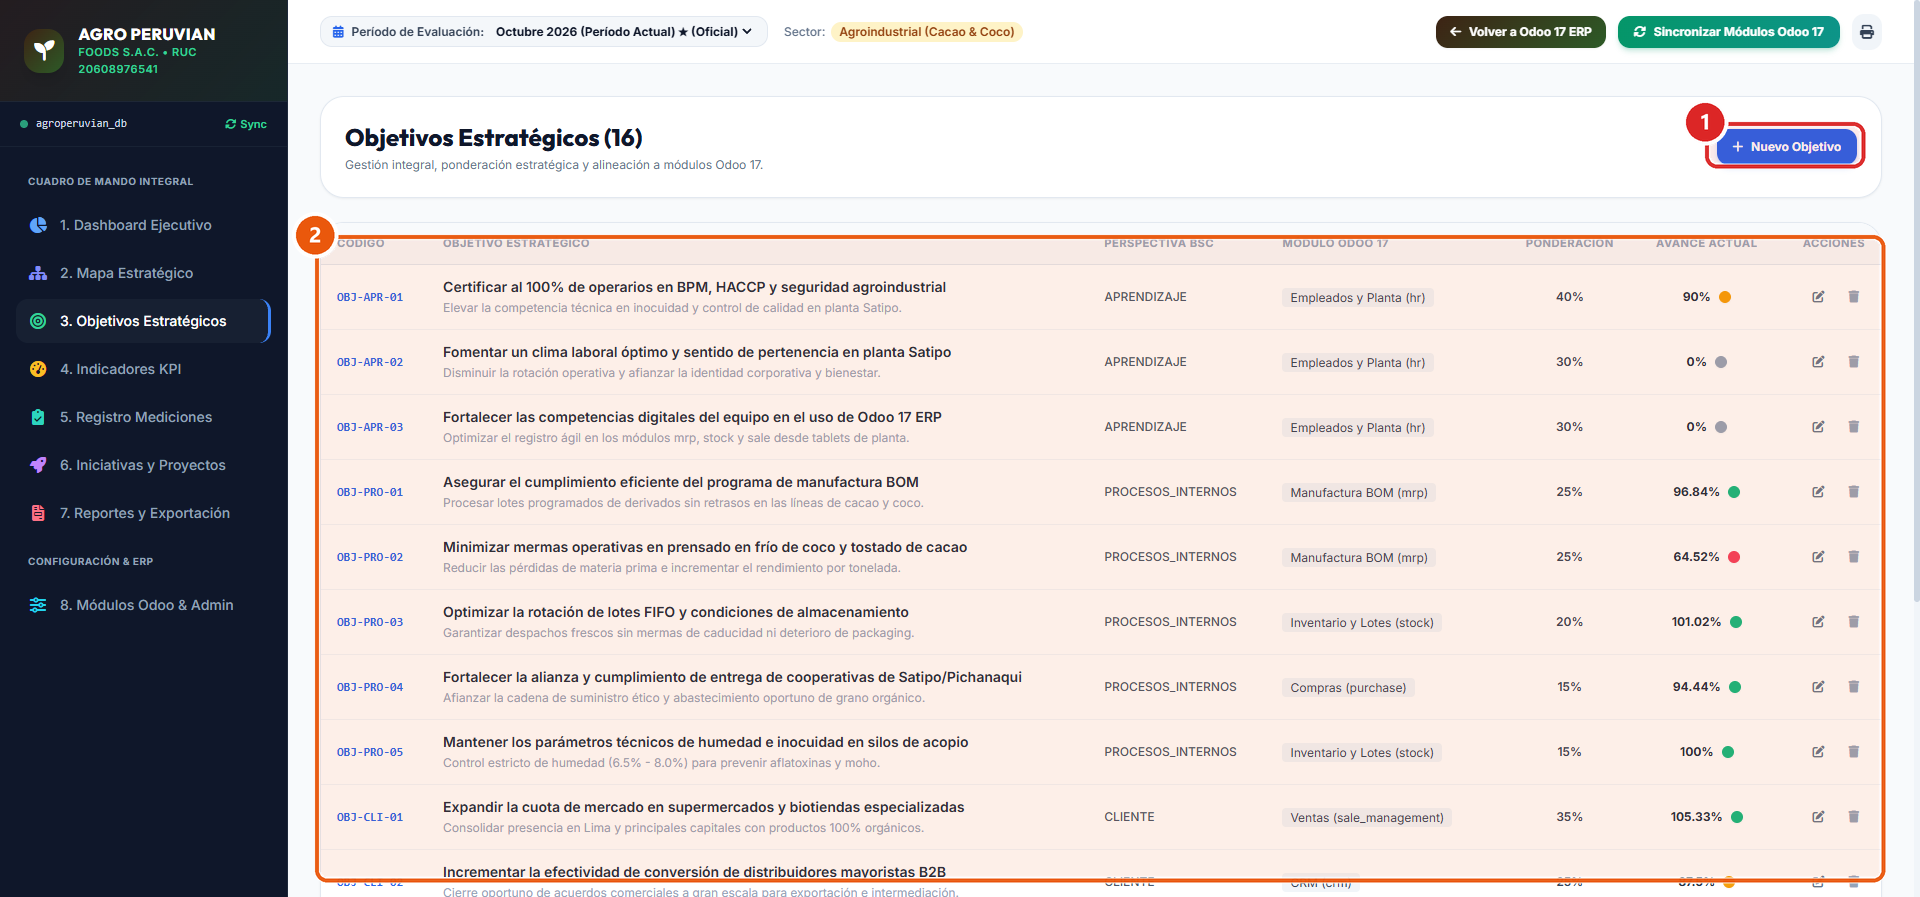 AGRO PERUVIAN
FOODS S.A.C. • RUC
20608976541
agroperuvian_db
Sync
CUADRO DE MANDO INTEGRAL
1. Dashboard Ejecutivo
2. Mapa Estratégico
3. Objetivos Estratégicos
4. Indicadores KPI
5. Registro Mediciones
6. Iniciativas y Proyectos
7. Reportes y Exportación
CONFIGURACIÓN & ERP
8. Módulos Odoo & Admin
Período de Evaluación: Octubre 2026 (Período Actual) ★ (Oficial)
Sector: Agroindustrial (Cacao & Coco)
Volver a Odoo 17 ERP
Sincronizar Módulos Odoo 17
Objetivos Estratégicos (16)
Gestión integral, ponderación estratégica y alineación a módulos Odoo 17.
1
+ Nuevo Objetivo
2
CÓDIGO OBJETIVO ESTRATÉGICO PERSPECTIVA BSC MÓDULO ODOO 17 PONDERACIÓN AVANCE ACTUAL ACCIONES
OBJ-APR-01 Certificar al 100% de operarios en BPM, HACCP y seguridad agroindustrial APRENDIZAJE Empleados y Planta (hr) 40% 90%
Elevar la competencia técnica en inocuidad y control de calidad en planta Satipo.
OBJ-APR-02 Fomentar un clima laboral óptimo y sentido de pertenencia en planta Satipo APRENDIZAJE Empleados y Planta (hr) 30% 0%
Disminuir la rotación operativa y afianzar la identidad corporativa y bienestar.
OBJ-APR-03 Fortalecer las competencias digitales del equipo en el uso de Odoo 17 ERP APRENDIZAJE Empleados y Planta (hr) 30% 0%
Optimizar el registro ágil en los módulos mrp, stock y sale desde tablets de planta.
OBJ-PRO-01 Asegurar el cumplimiento eficiente del programa de manufactura BOM PROCESOS_INTERNOS Manufactura BOM (mrp) 25% 96.84%
Procesar lotes programados de derivados sin retrasos en las líneas de cacao y coco.
OBJ-PRO-02 Minimizar mermas operativas en prensado en frío de coco y tostado de cacao PROCESOS_INTERNOS Manufactura BOM (mrp) 25% 64.52%
Reducir las pérdidas de materia prima e incrementar el rendimiento por tonelada.
OBJ-PRO-03 Optimizar la rotación de lotes FIFO y condiciones de almacenamiento PROCESOS_INTERNOS Inventario y Lotes (stock) 20% 101.02%
Garantizar despachos frescos sin mermas de caducidad ni deterioro de packaging.
OBJ-PRO-04 Fortalecer la alianza y cumplimiento de entrega de cooperativas de Satipo/Pichanaqui PROCESOS_INTERNOS Compras (purchase) 15% 94.44%
Afianzar la cadena de suministro ético y abastecimiento oportuno de grano orgánico.
OBJ-PRO-05 Mantener los parámetros técnicos de humedad e inocuidad en silos de acopio PROCESOS_INTERNOS Inventario y Lotes (stock) 15% 100%
Control estricto de humedad (6.5% - 8.0%) para prevenir aflatoxinas y moho.
OBJ-CLI-01 Expandir la cuota de mercado en supermercados y biotiendas especializadas CLIENTE Ventas (sale_management) 35% 105.33%
Consolidar presencia en Lima y principales capitales con productos 100% orgánicos.
OBJ-CLI-02 Incrementar la efectividad de conversión de distribuidores mayoristas B2B CLIENTE CRM (crm) 25% 87.5%
Cierre oportuno de acuerdos comerciales a gran escala para exportación e intermediación.